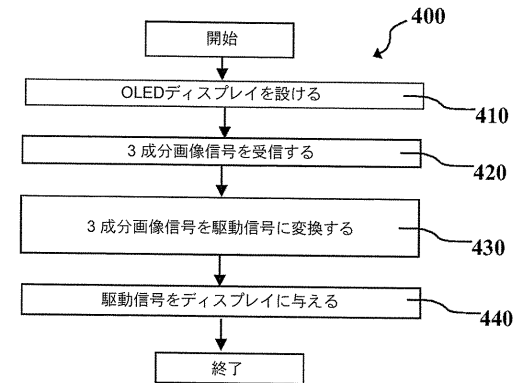 400
開始
OLEDディスプレイを設ける
410
3成分画像信号を受信する
420
3成分画像信号を駆動信号に変換する
430
駆動信号をディスプレイに与える
440
終了